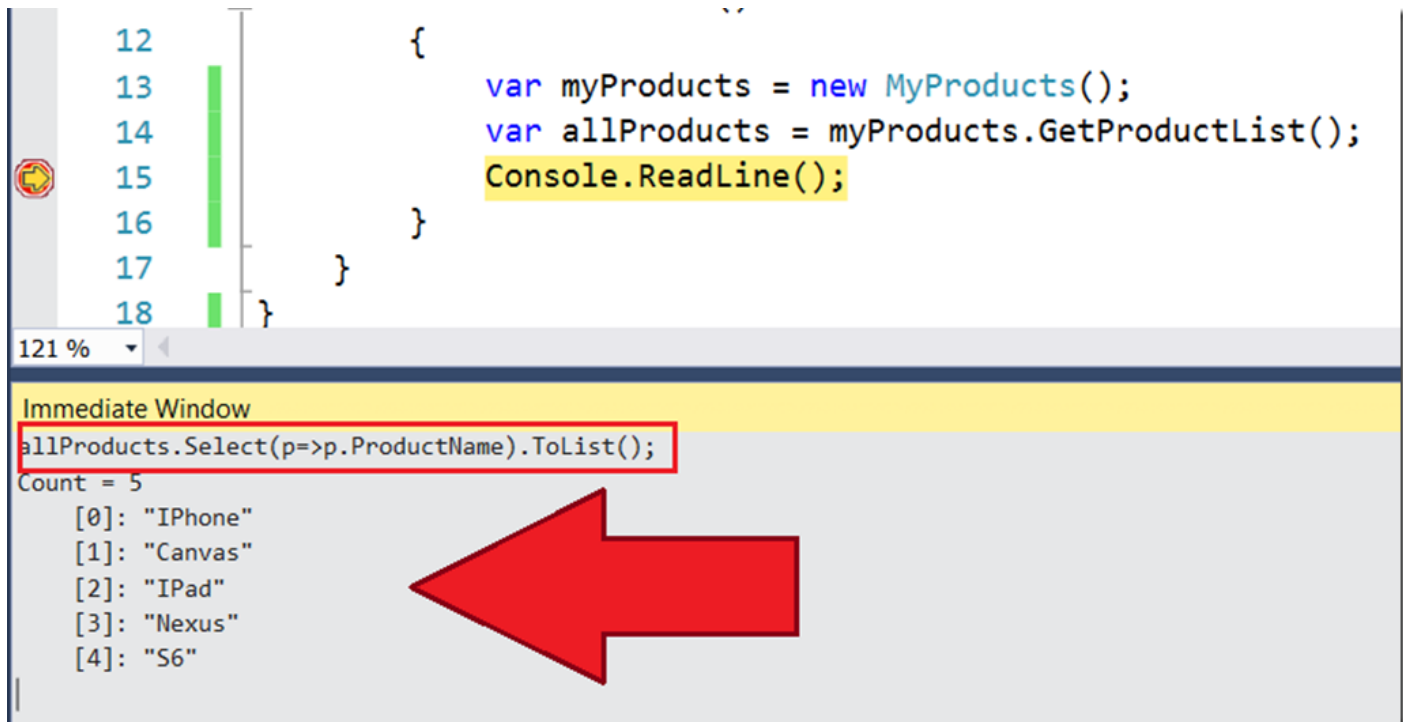 12 {
13 var myProducts = new MyProducts();
14 var allProducts = myProducts.GetProductList();
15 Console.ReadLine();
16 }
17 }
18 }
121 %
Immediate Window
allProducts.Select(p=>p.ProductName).ToList();
Count = 5
[0]: "IPhone"
[1]: "Canvas"
[2]: "IPad"
[3]: "Nexus"
[4]: "S6"